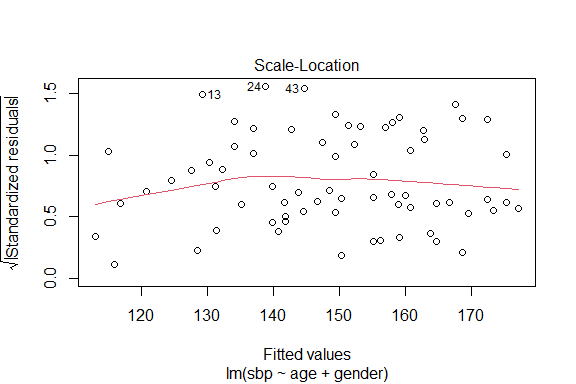 Scale-Location
√|Standardized residuals|
0.0 0.5 1.0 1.5
13
24
43
120 130 140 150 160 170
Fitted values
lm(sbp ~ age + gender)